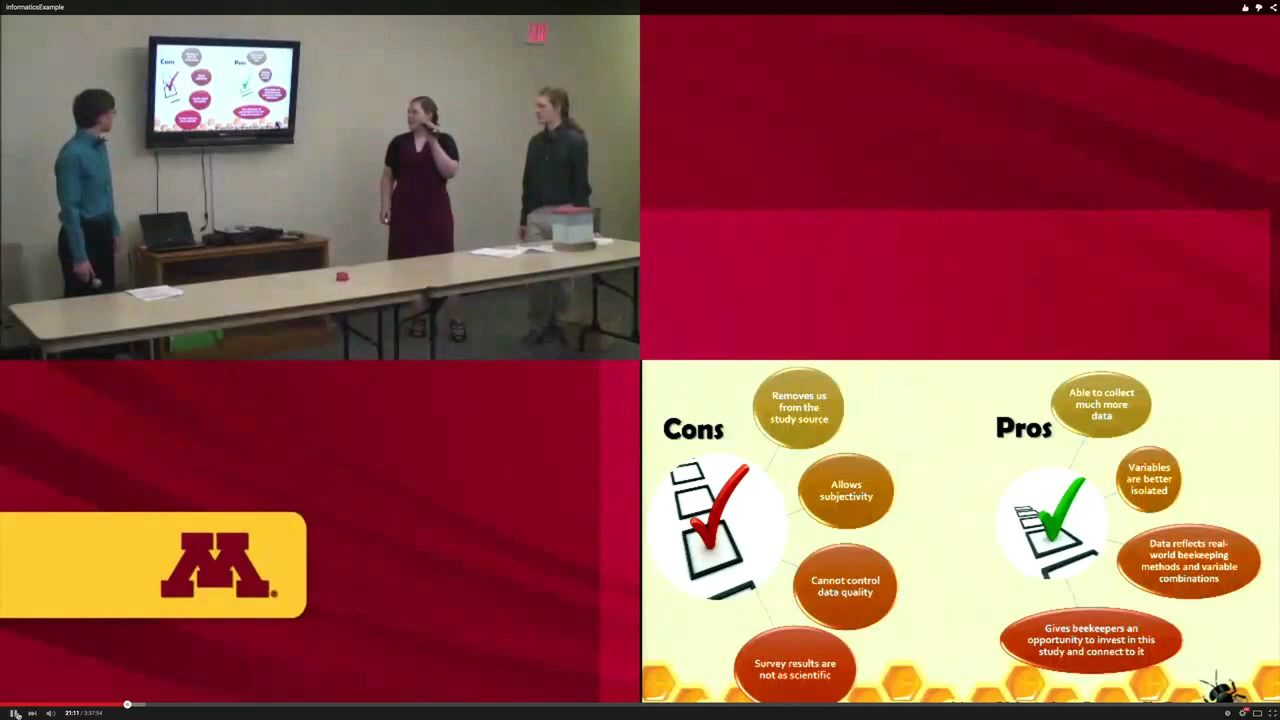 InformaticsExample
EXIT
Cons
Pros
M
Cons
Removes us
from the
study source
Allows
subjectivity
Cannot control
data quality
Survey results are
not as scientific
Pros
Able to collect
much more
data
Variables
are better
isolated
Data reflects real-
world beekeeping
methods and variable
combinations
Gives beekeepers an
opportunity to invest in this
study and connect to it
21:11 / 3:37:54